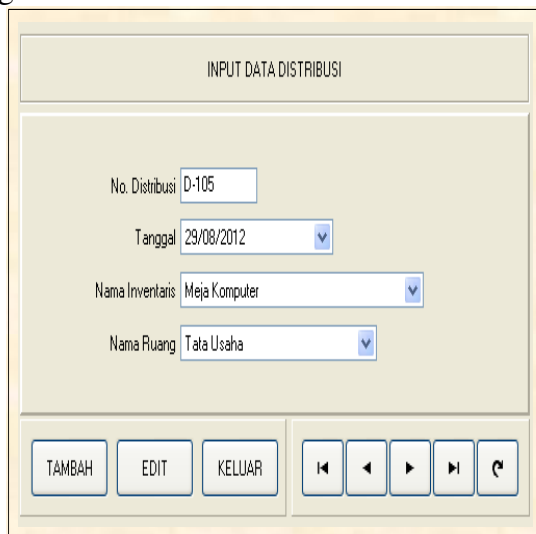 INPUT DATA DISTRIBUSI
No. Distribusi D-105
Tanggal 29/08/2012
Nama Inventaris Meja Komputer
Nama Ruang Tata Usaha
TAMBAH EDIT KELUAR